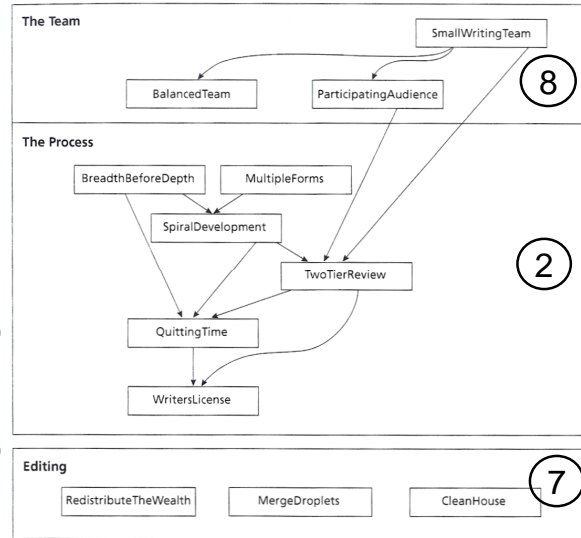 The Team
SmallWritingTeam
BalancedTeam
ParticipatingAudience
8
The Process
BreadthBeforeDepth
MultipleForms
SpiralDevelopment
TwoTierReview
2
QuittingTime
WritersLicense
Editing
7
RedistributeTheWealth
MergeDroplets
CleanHouse